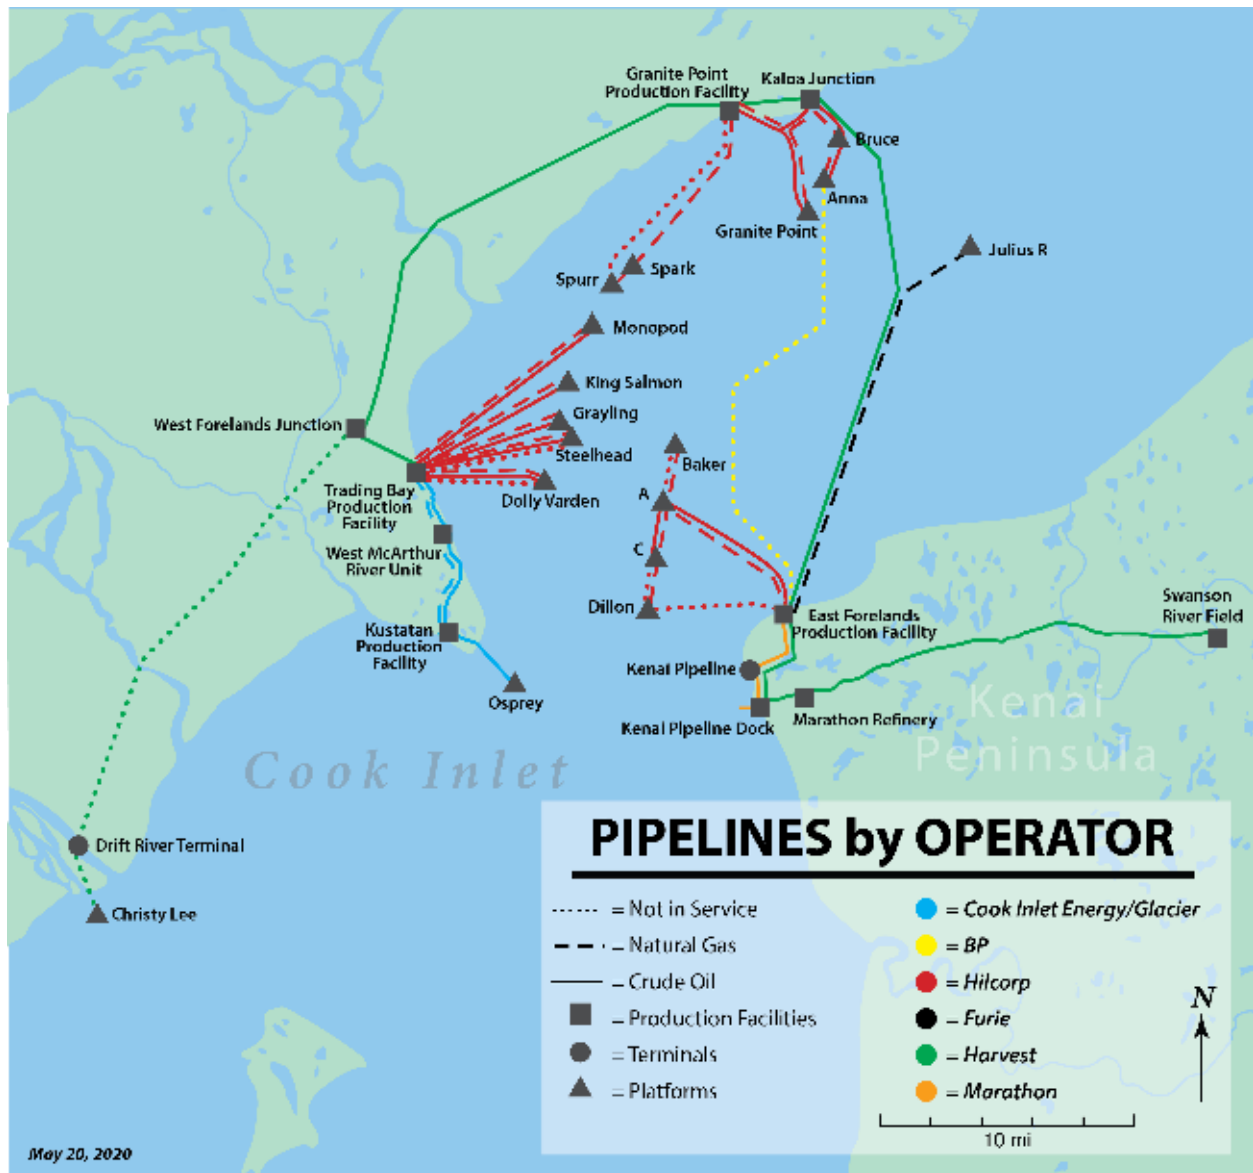 Granite Point
Production Facility
Kaloa Junction
Bruce
Anna
Granite Point
Julius R
Spark
Spurr
Monopod
King Salmon
Grayling
Steelhead
West Forelands Junction
Baker
Trading Bay
Production
Facility
Dolly Varden
A
C
West McArthur
River Unit
Dillon
East Forelands
Production Facility
Swanson
River Field
Kustatan
Production
Facility
Kenai Pipeline
Osprey
Kenai Pipeline Dock
Marathon Refinery
Kenai
Peninsula
Cook Inlet
Drift River Terminal
Christy Lee
PIPELINES by OPERATOR
= Not in Service
= Natural Gas
= Crude Oil
= Production Facilities
= Terminals
= Platforms
= Cook Inlet Energy/Glacier
= BP
= Hilcorp
= Furie
= Harvest
= Marathon
N
10 mi
May 20, 2020